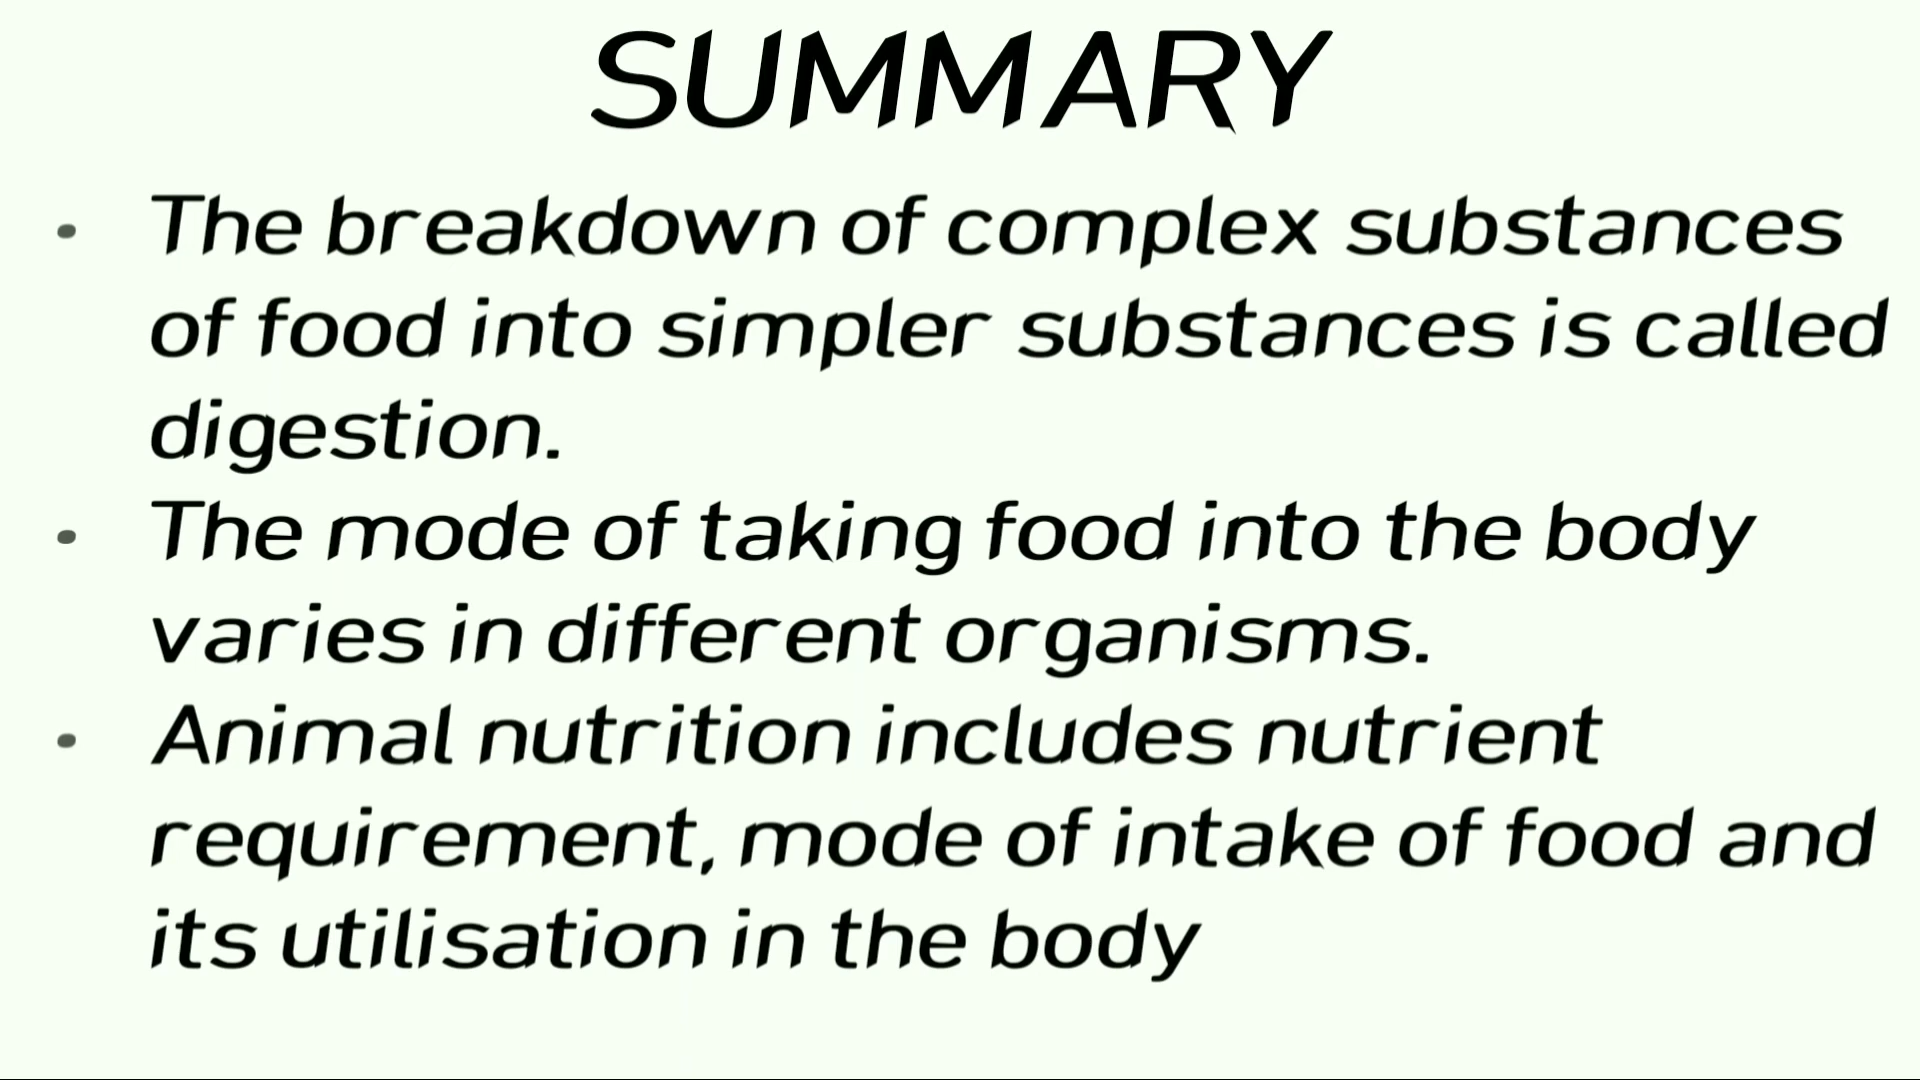 SUMMARY
• The breakdown of complex substances
of food into simpler substances is called
digestion.
• The mode of taking food into the body
varies in different organisms.
• Animal nutrition includes nutrient
requirement, mode of intake of food and
its utilisation in the body